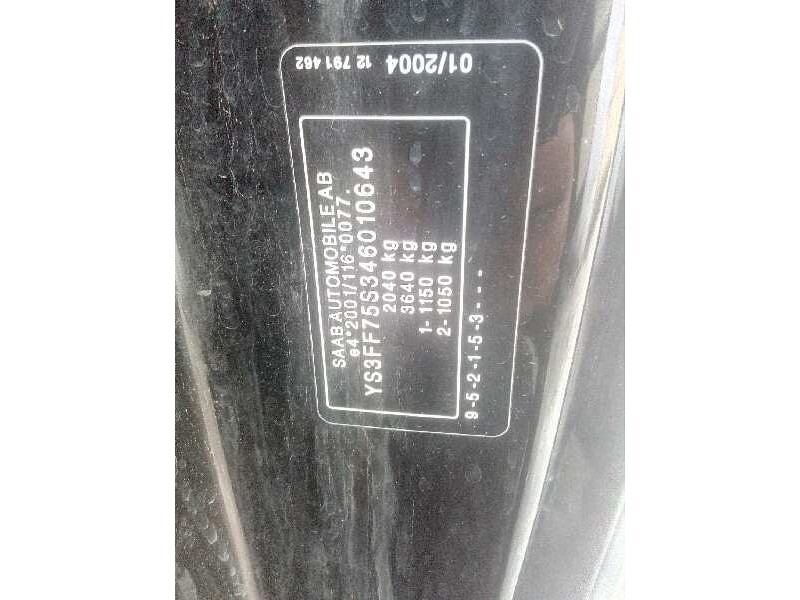 SAAB AUTOMOBILE AB
e4*2001/116*0077.
YS3FF75S346010643
2040 kg
3640 kg
1- 1150 kg
2- 1050 kg
9-5-2-1-5-3---
01/2004 12 791 462